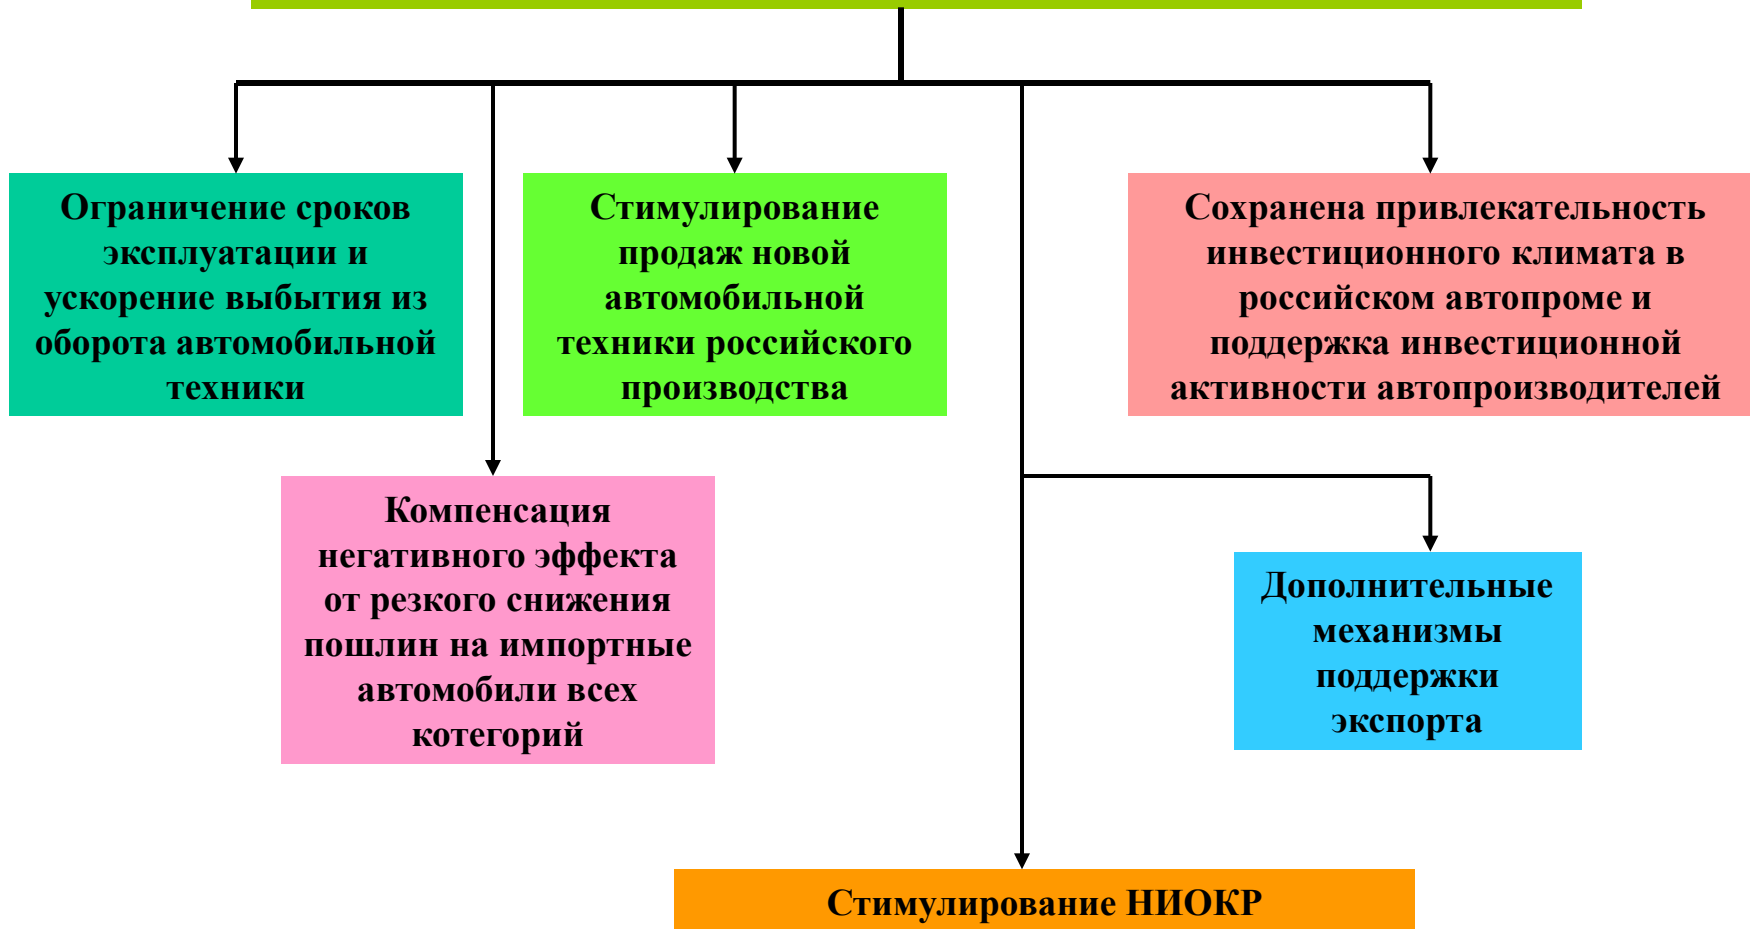 Ограничение сроков
эксплуатации и
ускорение выбытия из
оборота автомобильной
техники
Стимулирование
продаж новой
автомобильной
техники российского
производства
Сохранена привлекательность
инвестиционного климата в
российском автопроме и
поддержка инвестиционной
активности автопроизводителей
Компенсация
негативного эффекта
от резкого снижения
пошлин на импортные
автомобили всех
котегорий
Дополнительные
механизмы
поддержки
экспорта
Стимулирование НИОКР